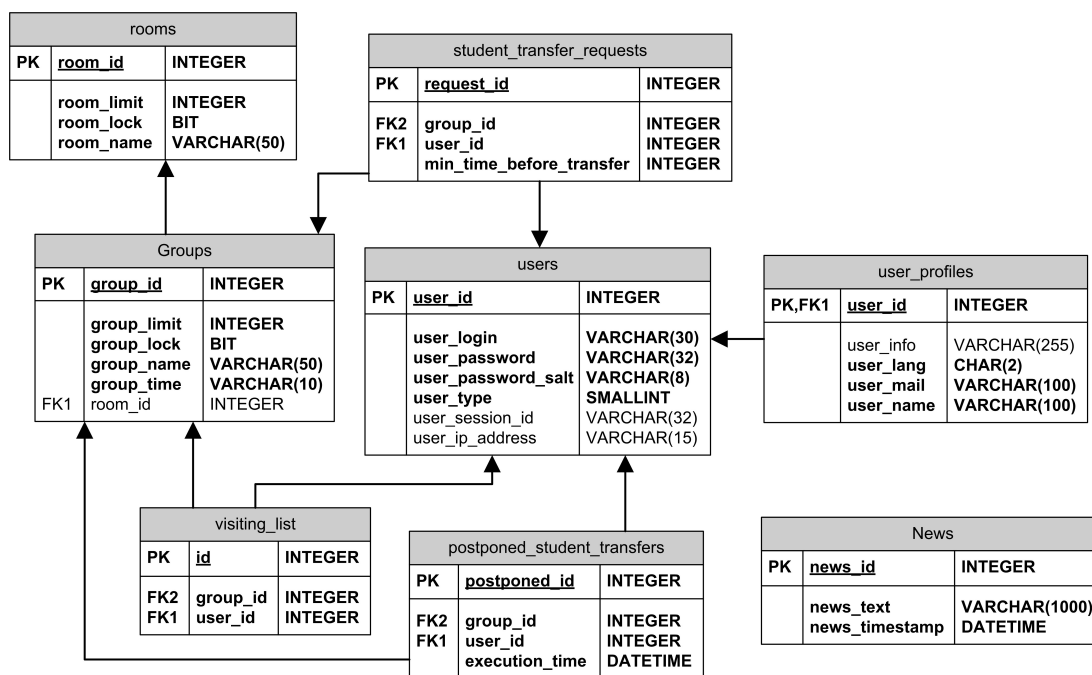 rooms
PK room_id INTEGER
room_limit INTEGER
room_lock BIT
room_name VARCHAR(50)
student_transfer_requests
PK request_id INTEGER
FK2 group_id INTEGER
FK1 user_id INTEGER
min_time_before_transfer INTEGER
Groups
PK group_id INTEGER
group_limit INTEGER
group_lock BIT
group_name VARCHAR(50)
group_time VARCHAR(10)
FK1 room_id INTEGER
users
PK user_id INTEGER
user_login VARCHAR(30)
user_password VARCHAR(32)
user_password_salt VARCHAR(8)
user_type SMALLINT
user_session_id VARCHAR(32)
user_ip_address VARCHAR(15)
user_profiles
PK,FK1 user_id INTEGER
user_info VARCHAR(255)
user_lang CHAR(2)
user_mail VARCHAR(100)
user_name VARCHAR(100)
visiting_list
PK id INTEGER
FK2 group_id INTEGER
FK1 user_id INTEGER
postponed_student_transfers
PK postponed_id INTEGER
FK2 group_id INTEGER
FK1 user_id INTEGER
execution_time DATETIME
News
PK news_id INTEGER
news_text VARCHAR(1000)
news_timestamp DATETIME